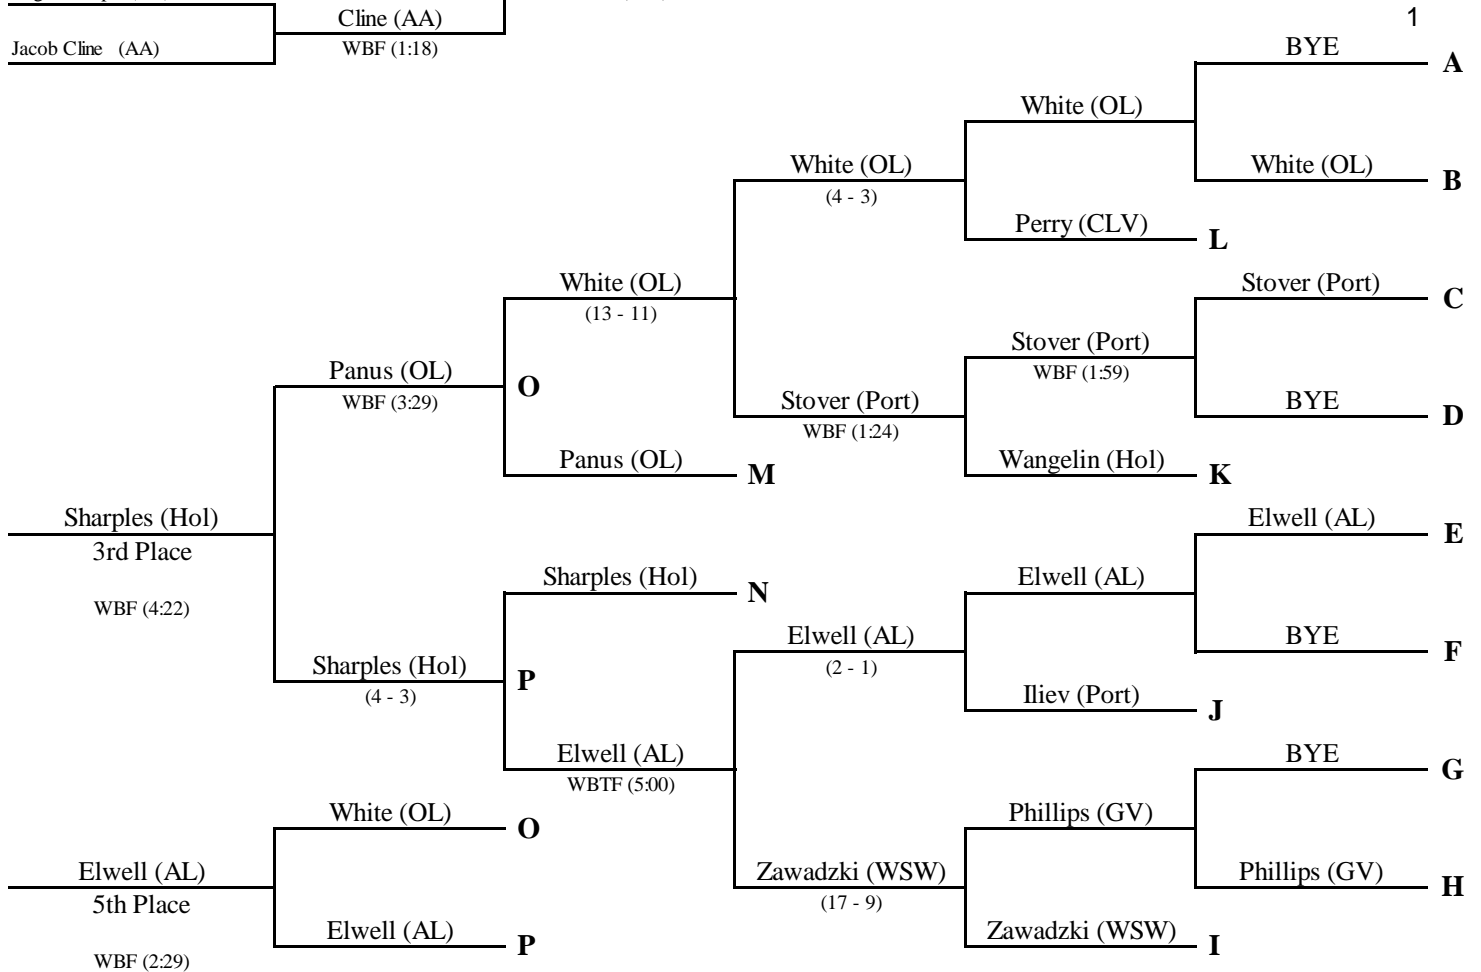 Cline (AA)
1
Jacob Cline (AA)
WBF (1:18)
BYE
A
White (OL)
White (OL)
White (OL)
B
(4 - 3)
Perry (CLV)
L
White (OL)
Stover (Port)
C
(13 - 11)
Stover (Port)
Panus (OL)
O
WBF (1:59)
WBF (3:29)
Stover (Port)
BYE
D
WBF (1:24)
Panus (OL)
M
Wangelin (Hol)
K
Sharples (Hol)
Elwell (AL)
E
3rd Place
Sharples (Hol)
N
Elwell (AL)
WBF (4:22)
Elwell (AL)
BYE
F
Sharples (Hol)
P
(2 - 1)
(4 - 3)
Iliev (Port)
J
Elwell (AL)
BYE
G
WBTF (5:00)
White (OL)
O
Phillips (GV)
Elwell (AL)
Zawadzki (WSW)
Phillips (GV)
H
5th Place
(17 - 9)
Elwell (AL)
P
Zawadzki (WSW)
I
WBF (2:29)